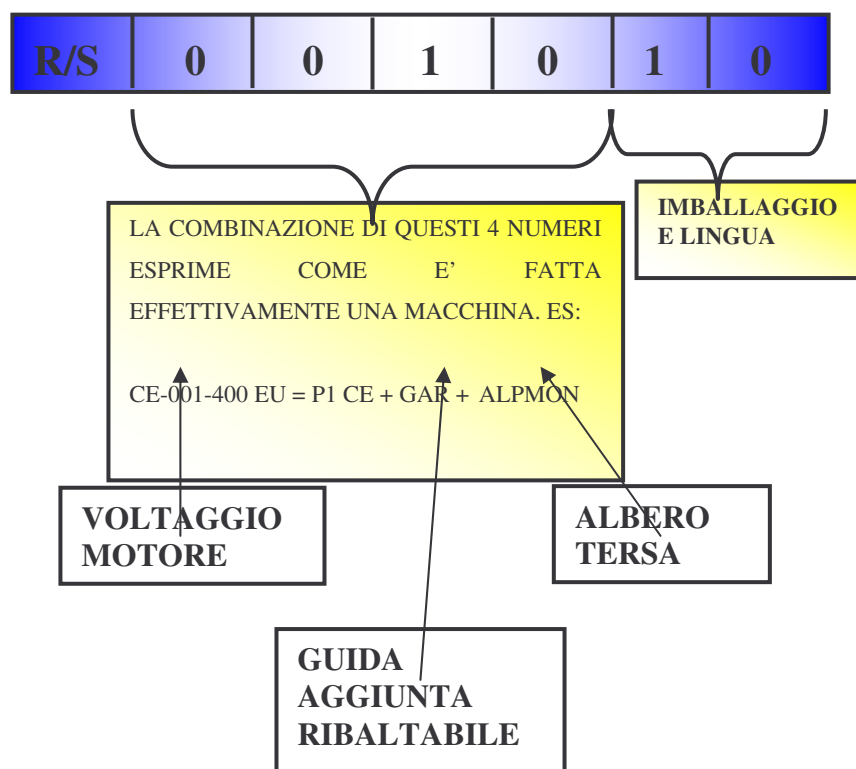 R/S 0 0 1 0 1 0
LA COMBINAZIONE DI QUESTI 4 NUMERI
ESPRIME COME E' FATTA
EFFETTIVAMENTE UNA MACCHINA. ES:
CE-001-400 EU = P1 CE + GAR + ALPMON
IMBALLAGGIO
E LINGUA
VOLTAGGIO
MOTORE
ALBERO
TERSA
GUIDA
AGGIUNTA
RIBALTABILE